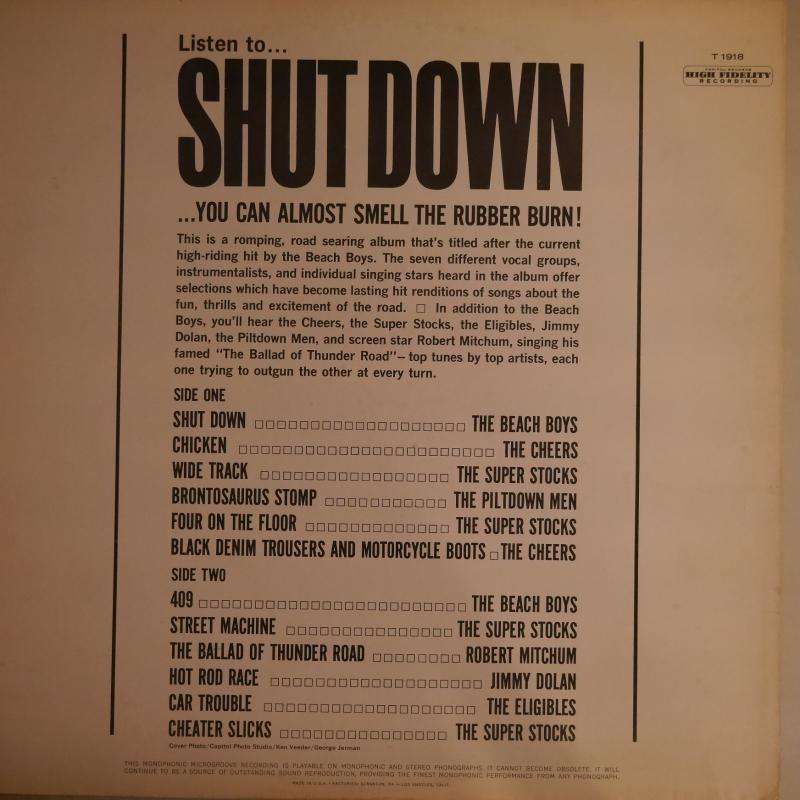 Listen to...
T 1918
CAPITOL RECORDS
HIGH FIDELITY
RECORDING
SHUT DOWN
...YOU CAN ALMOST SMELL THE RUBBER BURN!
This is a romping, road searing album that's titled after the current
high-riding hit by the Beach Boys. The seven different vocal groups,
instrumentalists, and individual singing stars heard in the album offer
selections which have become lasting hit renditions of songs about the
fun, thrills and excitement of the road. □ In addition to the Beach
Boys, you'll hear the Cheers, the Super Stocks, the Eligibles, Jimmy
Dolan, the Piltdown Men, and screen star Robert Mitchum, singing his
famed "The Ballad of Thunder Road"—top tunes by top artists, each
one trying to outgun the other at every turn.
SIDE ONE
SHUT DOWN THE BEACH BOYS
CHICKEN THE CHEERS
WIDE TRACK THE SUPER STOCKS
BRONTOSAURUS STOMP THE PILTDOWN MEN
FOUR ON THE FLOOR THE SUPER STOCKS
BLACK DENIM TROUSERS AND MOTORCYCLE BOOTS THE CHEERS
SIDE TWO
409 THE BEACH BOYS
STREET MACHINE THE SUPER STOCKS
THE BALLAD OF THUNDER ROAD ROBERT MITCHUM
HOT ROD RACE JIMMY DOLAN
CAR TROUBLE THE ELIGIBLES
CHEATER SLICKS THE SUPER STOCKS
Cover Photo/Capitol Photo Studio/Ken Veeder/George Jerman
THIS MONOPHONIC MICROGROOVE RECORDING IS PLAYABLE ON MONOPHONIC AND STEREO PHONOGRAPHS. IT CANNOT BECOME OBSOLETE. IT WILL
CONTINUE TO BE A SOURCE OF OUTSTANDING SOUND REPRODUCTION, PROVIDING THE FINEST MONOPHONIC PERFORMANCE FROM ANY PHONOGRAPH.
MADE IN U.S.A. • FACTORIES: SCRANTON, PA. — LOS ANGELES, CALIF.